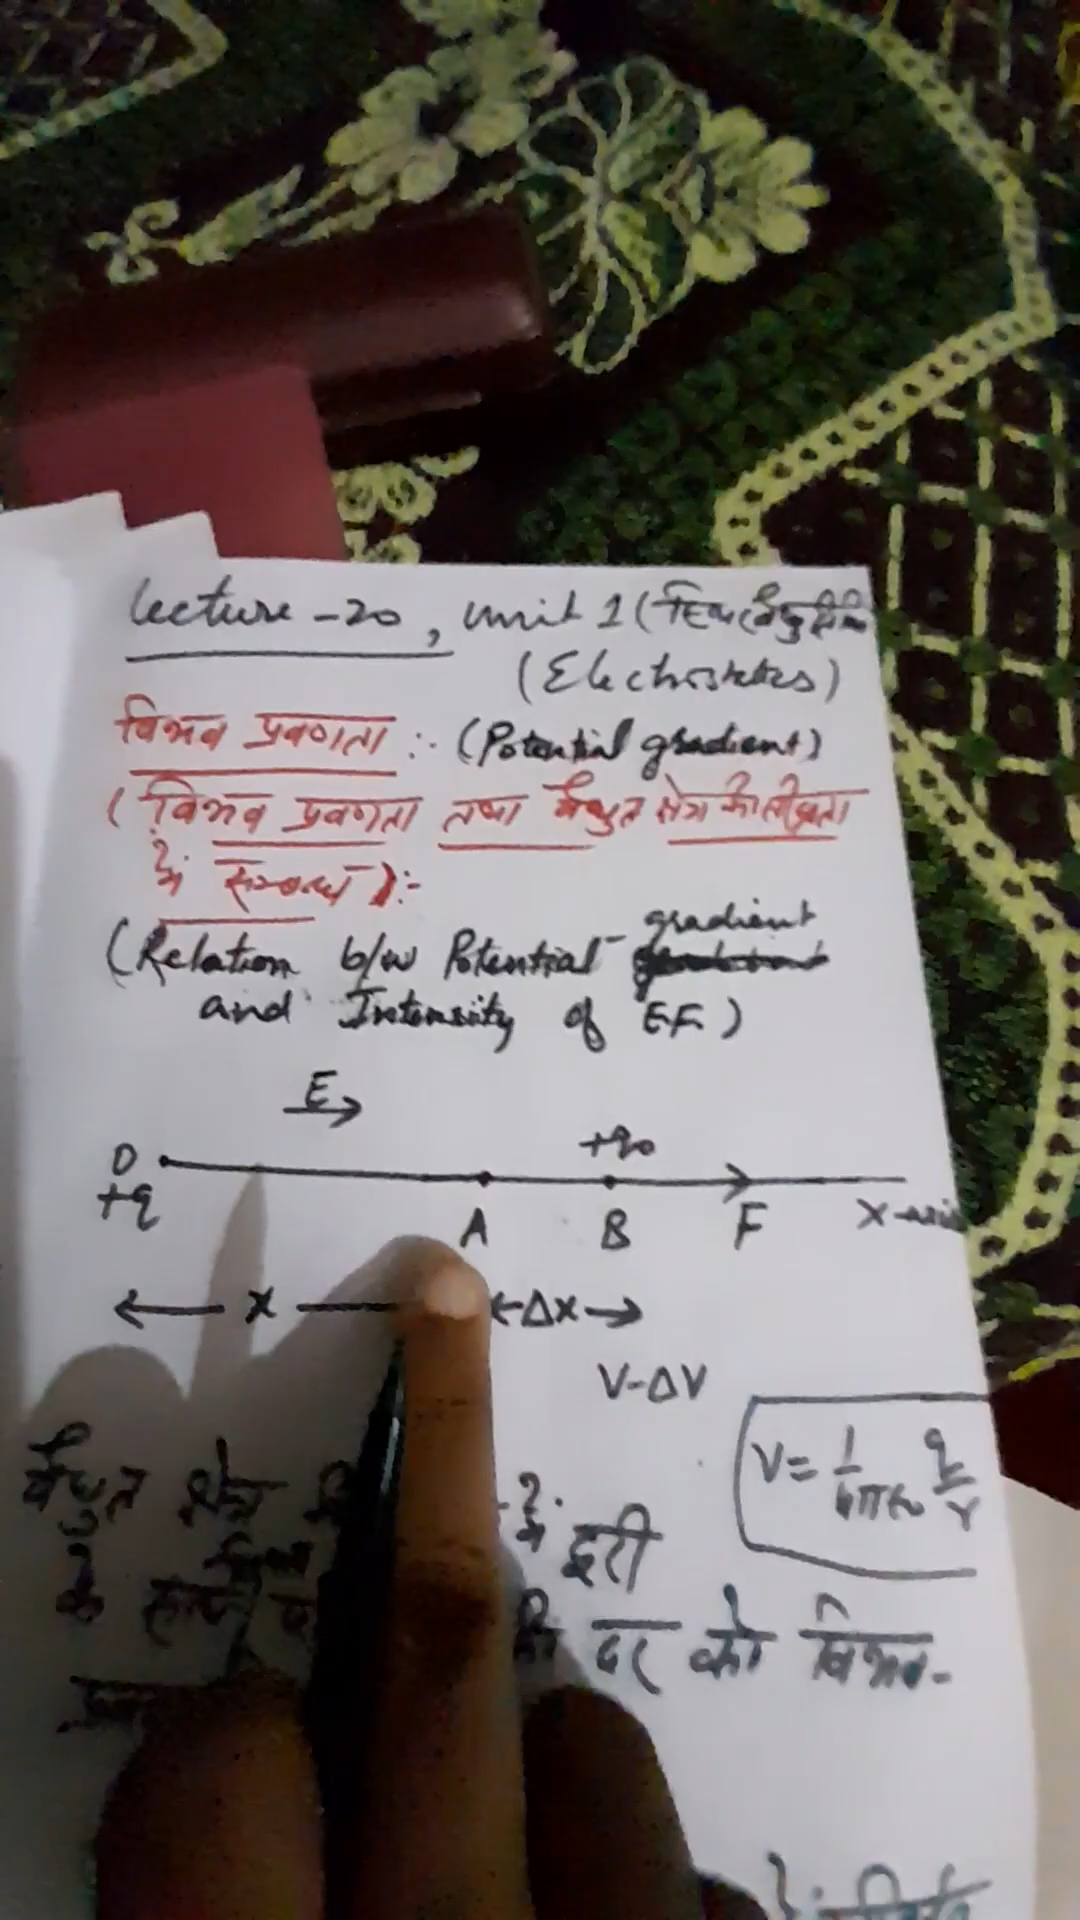 Lecture -20, Unit 1 (
(Electrostatics)
विभव प्रवणता :- (Potential gradient)
(विभव प्रवणता तथा वैद्युत क्षेत्र की तीव्रता
में सम्बन्ध) :-
(Relation b/w Potential gradient
and Intensity of E.F.)
E
+q₀
O
+q A B F X-axis
x Δx
V-ΔV
V = 1/4πε₀ q/r
वैद्युत क्षेत्र में दूरी
के साथ विभव की दर को विभव-